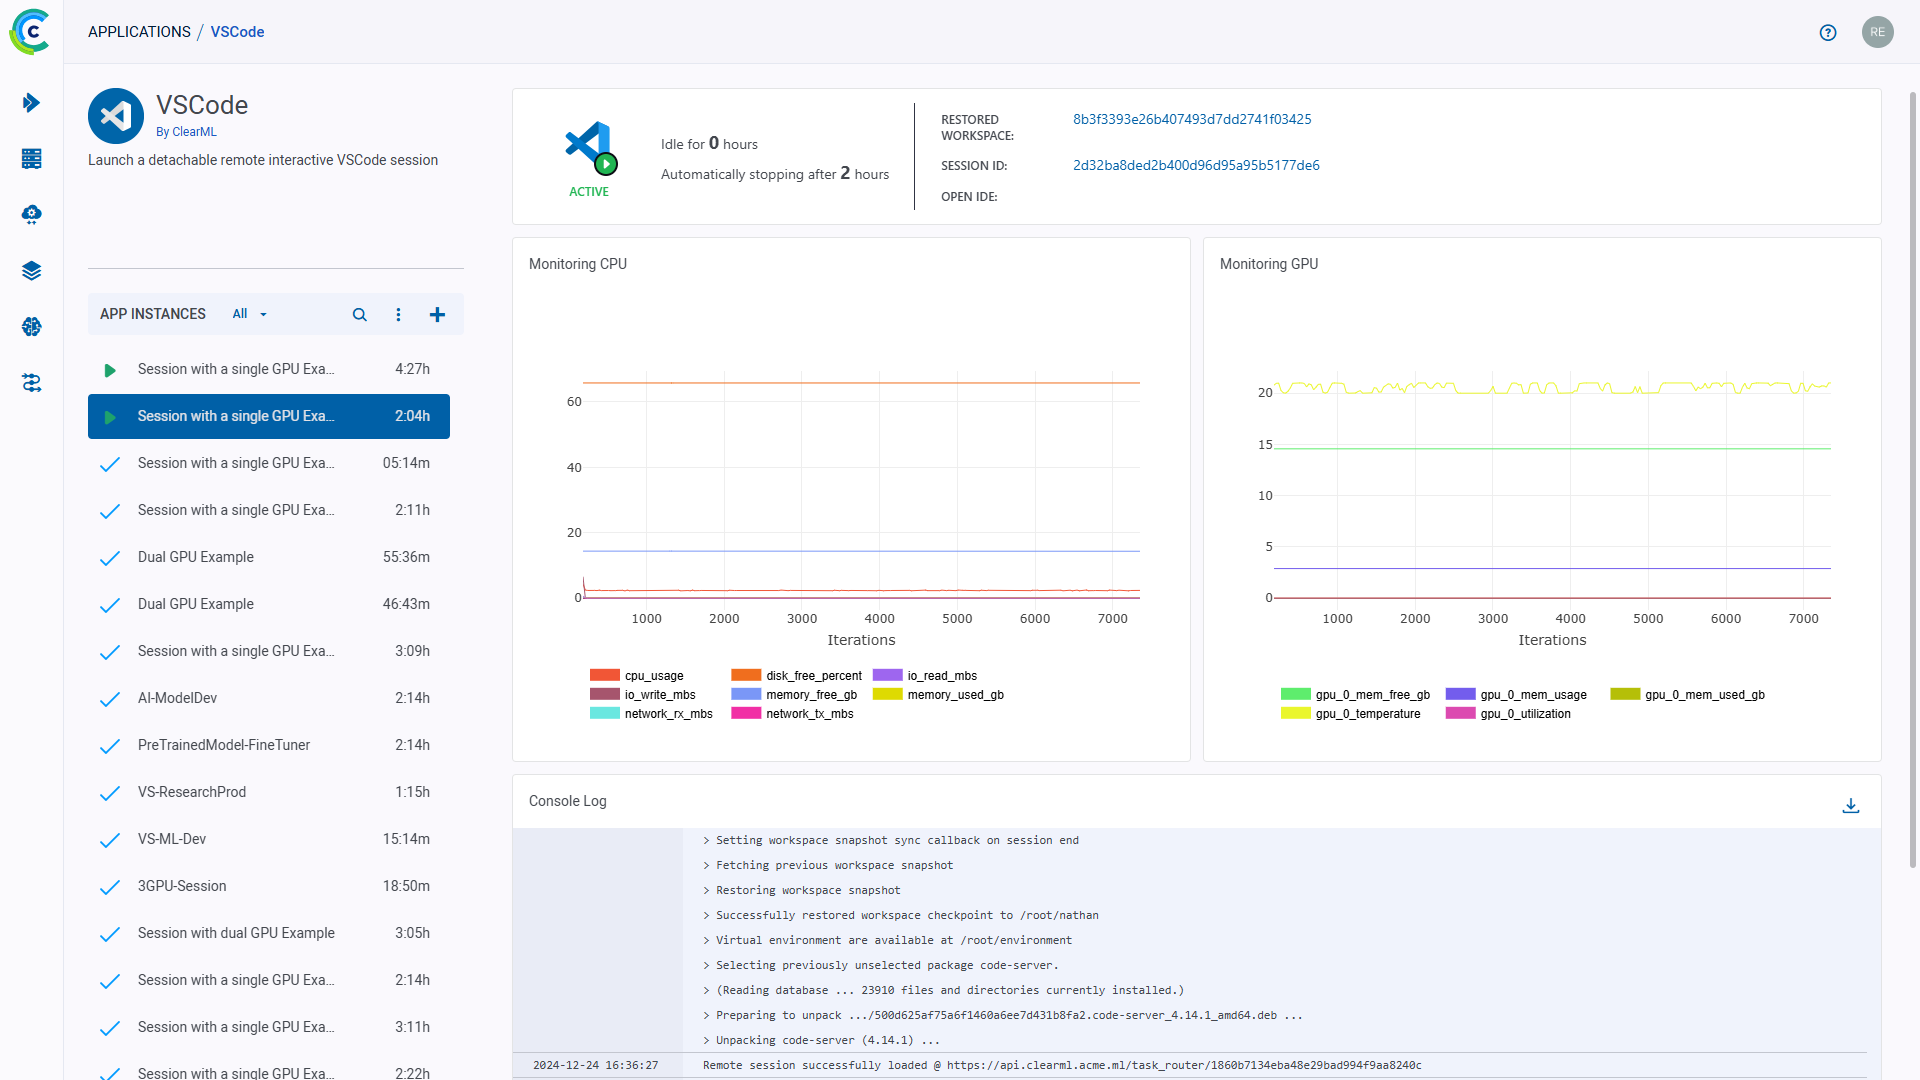 APPLICATIONS / VSCode
RE
VSCode
By ClearML
Launch a detachable remote interactive VSCode session
APP INSTANCES All
Session with a single GPU Exa... 4:27h
Session with a single GPU Exa... 2:04h
Session with a single GPU Exa... 05:14m
Session with a single GPU Exa... 2:11h
Dual GPU Example 55:36m
Dual GPU Example 46:43m
Session with a single GPU Exa... 3:09h
AI-ModelDev 2:14h
PreTrainedModel-FineTuner 2:14h
VS-ResearchProd 1:15h
VS-ML-Dev 15:14m
3GPU-Session 18:50m
Session with dual GPU Example 3:05h
Session with a single GPU Exa... 2:14h
Session with a single GPU Exa... 3:11h
Session with a single GPU Exa... 2:22h
ACTIVE
Idle for 0 hours
Automatically stopping after 2 hours
RESTORED WORKSPACE: 8b3f3393e26b407493d7dd2741f03425
SESSION ID: 2d32ba8ded2b400d96d95a95b5177de6
OPEN IDE:
Monitoring CPU
60
40
20
0
1000 2000 3000 4000 5000 6000 7000
Iterations
cpu_usage disk_free_percent io_read_mbs
io_write_mbs memory_free_gb memory_used_gb
network_rx_mbs network_tx_mbs
Monitoring GPU
20
15
10
5
0
1000 2000 3000 4000 5000 6000 7000
Iterations
gpu_0_mem_free_gb gpu_0_mem_usage gpu_0_mem_used_gb
gpu_0_temperature gpu_0_utilization
Console Log
> Setting workspace snapshot sync callback on session end
> Fetching previous workspace snapshot
> Restoring workspace snapshot
> Successfully restored workspace checkpoint to /root/nathan
> Virtual environment are available at /root/environment
> Selecting previously unselected package code-server.
> (Reading database ... 23910 files and directories currently installed.)
> Preparing to unpack .../500d625af75a6f1460a6ee7d431b8fa2.code-server_4.14.1_amd64.deb ...
> Unpacking code-server (4.14.1) ...
2024-12-24 16:36:27 Remote session successfully loaded @ https://api.clearml.acme.ml/task_router/1860b7134eba48e29bad994f9aa8240c